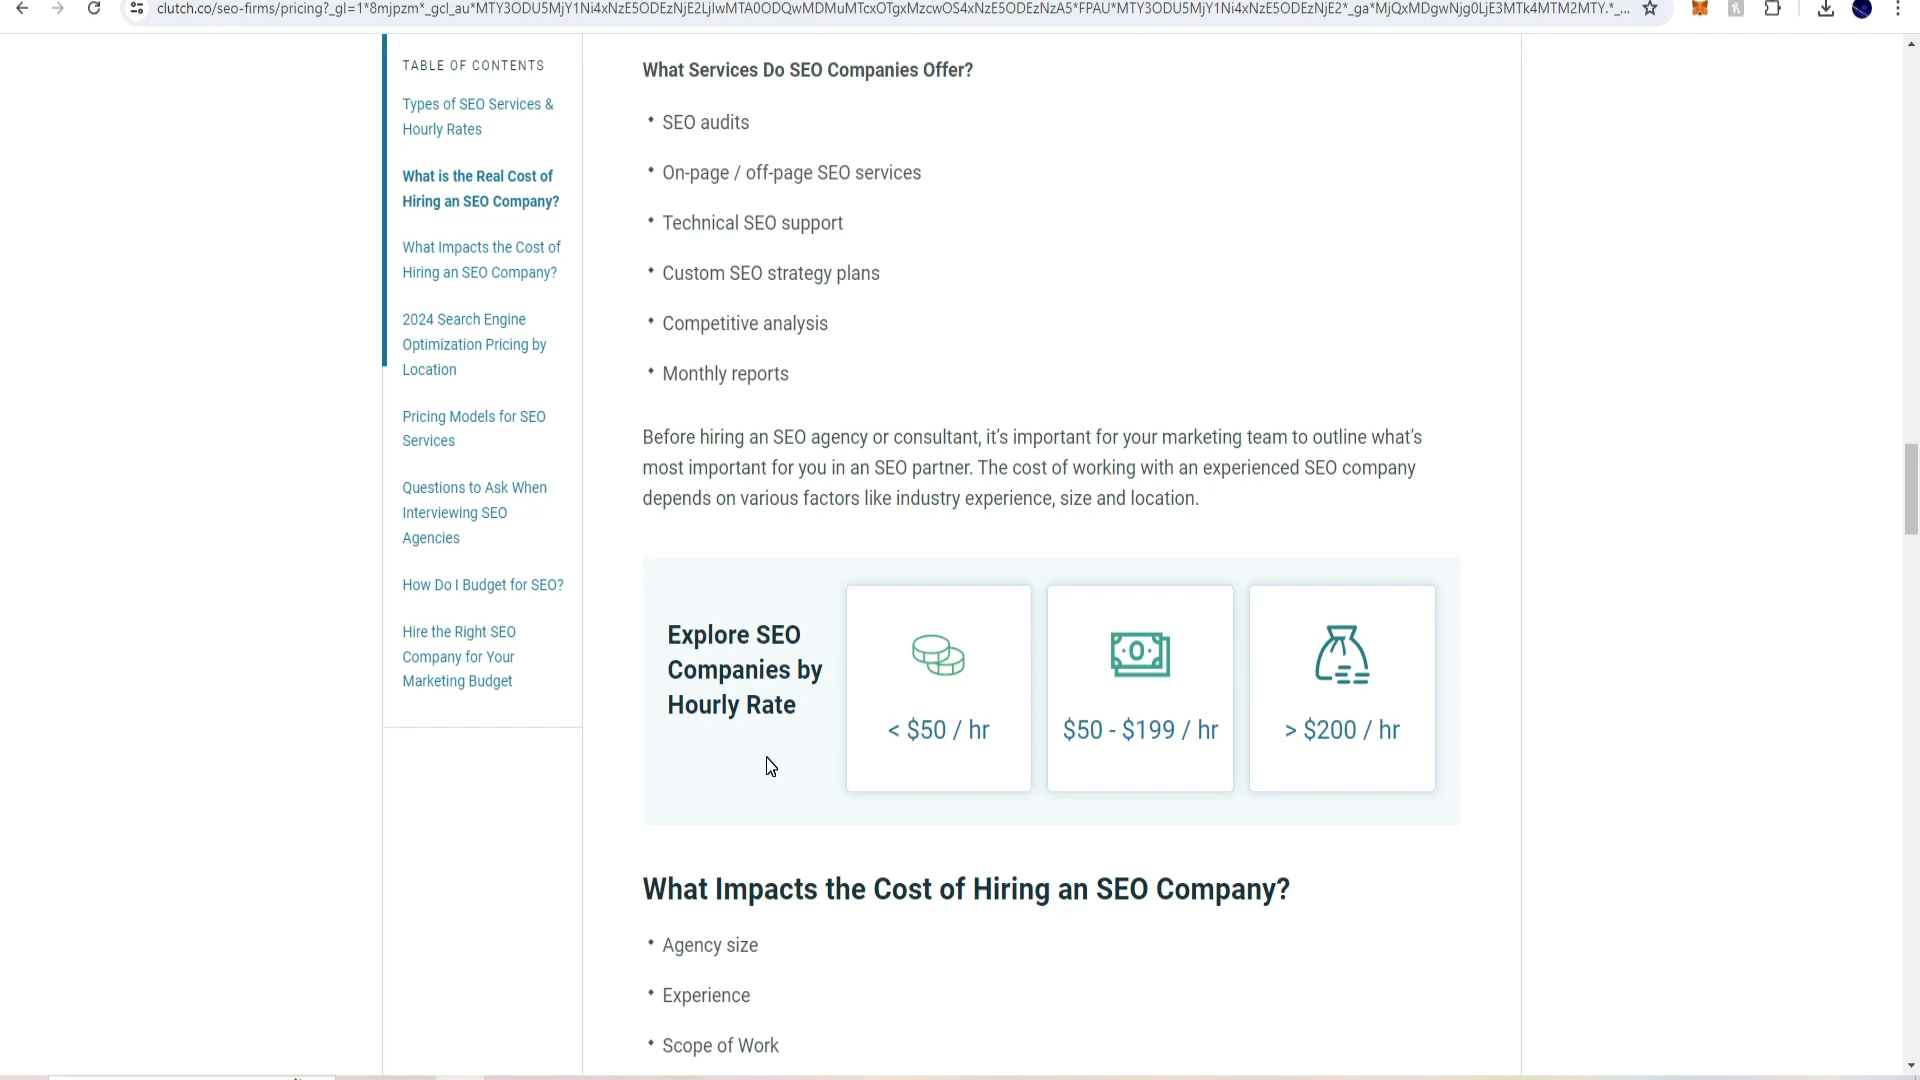 clutch.co/seo-firms/pricing?_gl=1*8mjpzm*_gcl_au*MTY3ODU5MjY1Ni4xNzE5ODEzNjE2LjIwMTA0ODQwMDMuMTcxOTgxMzcwOS4xNzE5ODEzNzA5*FPAU*MTY3ODU5MjY1Ni4xNzE5ODEzNjE2*_ga*MjQxMDgwNjg0LjE3MTk4MTM2MTY.*_...
TABLE OF CONTENTS
Types of SEO Services &
Hourly Rates
What is the Real Cost of
Hiring an SEO Company?
What Impacts the Cost of
Hiring an SEO Company?
2024 Search Engine
Optimization Pricing by
Location
Pricing Models for SEO
Services
Questions to Ask When
Interviewing SEO
Agencies
How Do I Budget for SEO?
Hire the Right SEO
Company for Your
Marketing Budget
What Services Do SEO Companies Offer?
• SEO audits
• On-page / off-page SEO services
• Technical SEO support
• Custom SEO strategy plans
• Competitive analysis
• Monthly reports
Before hiring an SEO agency or consultant, it’s important for your marketing team to outline what’s
most important for you in an SEO partner. The cost of working with an experienced SEO company
depends on various factors like industry experience, size and location.
Explore SEO
Companies by
Hourly Rate
< $50 / hr
$50 - $199 / hr
> $200 / hr
What Impacts the Cost of Hiring an SEO Company?
• Agency size
• Experience
• Scope of Work